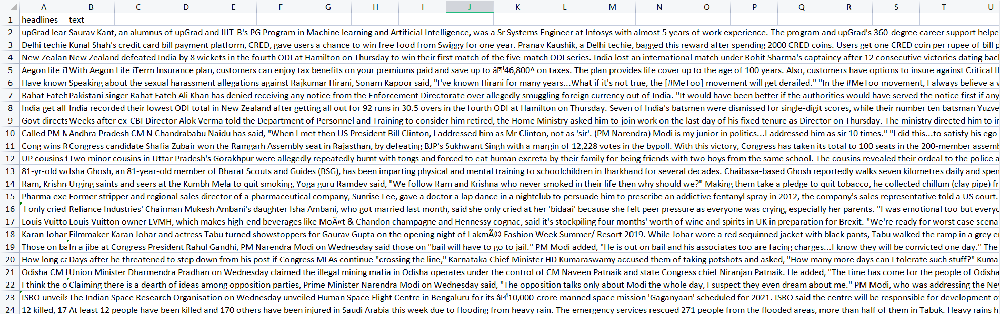 A B C D E F G H I J K L M N O P Q R S T U
1 headlines text
2 upGrad lear Saurav Kant, an alumnus of upGrad and IIIT-B's PG Program in Machine learning and Artificial Intelligence, was a Sr Systems Engineer at Infosys with almost 5 years of work experience. The program and upGrad's 360-degree career support helpe
3 Delhi techie Kunal Shah's credit card bill payment platform, CRED, gave users a chance to win free food from Swiggy for one year. Pranav Kaushik, a Delhi techie, bagged this reward after spending 2000 CRED coins. Users get one CRED coin per rupee of bill p
4 New Zealan New Zealand defeated India by 8 wickets in the fourth ODI at Hamilton on Thursday to win their first match of the five-match ODI series. India lost an international match under Rohit Sharma's captaincy after 12 consecutive victories dating bacl
5 Aegon life iT With Aegon Life iTerm Insurance plan, customers can enjoy tax benefits on your premiums paid and save up to â¹46,800^ on taxes. The plan provides life cover up to the age of 100 years. Also, customers have options to insure against Critical Il
6 Have known Speaking about the sexual harassment allegations against Rajkumar Hirani, Sonam Kapoor said, "I've known Hirani for many years...What if it's not true, the [#MeToo] movement will get derailed." "In the #MeToo movement, I always believe a w
7 Rahat Fateh Pakistani singer Rahat Fateh Ali Khan has denied receiving any notice from the Enforcement Directorate over allegedly smuggling foreign currency out of India. "It would have been better if the authorities would have served the notice first if any
8 India get all India recorded their lowest ODI total in New Zealand after getting all out for 92 runs in 30.5 overs in the fourth ODI at Hamilton on Thursday. Seven of India's batsmen were dismissed for single-digit scores, while their number ten batsman Yuzve
9 Govt directs Weeks after ex-CBI Director Alok Verma told the Department of Personnel and Training to consider him retired, the Home Ministry asked him to join work on the last day of his fixed tenure as Director on Thursday. The ministry directed him to in
10 Called PM M Andhra Pradesh CM N Chandrababu Naidu has said, "When I met then US President Bill Clinton, I addressed him as Mr Clinton, not as 'sir'. (PM Narendra) Modi is my junior in politics...I addressed him as sir 10 times." "I did this...to satisfy his ego
11 Cong wins R Congress candidate Shafia Zubair won the Ramgarh Assembly seat in Rajasthan, by defeating BJP's Sukhwant Singh with a margin of 12,228 votes in the bypoll. With this victory, Congress has taken its total to 100 seats in the 200-member assemb
12 UP cousins f Two minor cousins in Uttar Pradesh's Gorakhpur were allegedly repeatedly burnt with tongs and forced to eat human excreta by their family for being friends with two boys from the same school. The cousins revealed their ordeal to the police a
13 81-yr-old wo Isha Ghosh, an 81-year-old member of Bharat Scouts and Guides (BSG), has been imparting physical and mental training to schoolchildren in Jharkhand for several decades. Chaibasa-based Ghosh reportedly walks seven kilometres daily and spen
14 Ram, Krishn Urging saints and seers at the Kumbh Mela to quit smoking, Yoga guru Ramdev said, "We follow Ram and Krishna who never smoked in their life then why should we?" Making them take a pledge to quit tobacco, he collected chillum (clay pipe) fr
15 Pharma exe Former stripper and regional sales director of a pharmaceutical company, Sunrise Lee, gave a doctor a lap dance in a nightclub to persuade him to prescribe an addictive fentanyl spray in 2012, the company's sales representative told a US court.
16 I only cried Reliance Industries' Chairman Mukesh Ambani's daughter Isha Ambani, who got married last month, said she only cried at her 'bidaai' because she felt peer pressure as everyone was crying, especially her parents. "I was emotional too but everyo
17 Louis Vuitto Louis Vuitton owner LVMH, which makes high-end beverages like MoÃ«t & Chandon champagne and Hennessy cognac, said it's stockpiling four months' worth of wine and spirits in UK in preparation for Brexit. "We're ready for worst case scena
18 Karan Johar Filmmaker Karan Johar and actress Tabu turned showstoppers for Gaurav Gupta on the opening night of LakmÃ© Fashion Week Summer/ Resort 2019. While Johar wore a red sequinned jacket with black pants, Tabu walked the ramp in a grey en
19 Those on ba In a jibe at Congress President Rahul Gandhi, PM Narendra Modi on Wednesday said those on "bail will have to go to jail." PM Modi added, "He is out on bail and his associates too are facing charges...I know they will be convicted one day." The
20 How long ca Days after he threatened to step down from his post if Congress MLAs continue "crossing the line," Karnataka Chief Minister HD Kumaraswamy accused them of taking potshots and asked, "How many more days can I tolerate such stuff?" Kuma
21 Odisha CM Union Minister Dharmendra Pradhan on Wednesday claimed the illegal mining mafia in Odisha operates under the control of CM Naveen Patnaik and state Congress chief Niranjan Patnaik. He added, "The time has come for the people of Odisha
22 I think the o Claiming there is a dearth of ideas among opposition parties, Prime Minister Narendra Modi on Wednesday said, "The opposition talks only about Modi the whole day, I suspect they even dream about me." PM Modi, who was addressing the Nev
23 ISRO unveils The Indian Space Research Organisation on Wednesday unveiled Human Space Flight Centre in Bengaluru for its â¹10,000-crore manned space mission 'Gaganyaan' scheduled for 2021. ISRO said the centre will be responsible for development of
24 12 killed, 17 At least 12 people have been killed and 170 others have been injured in Saudi Arabia this week due to flooding from heavy rain. The emergency services rescued 271 people from the flooded areas, more than half of them in Tabuk. Heavy rains hi